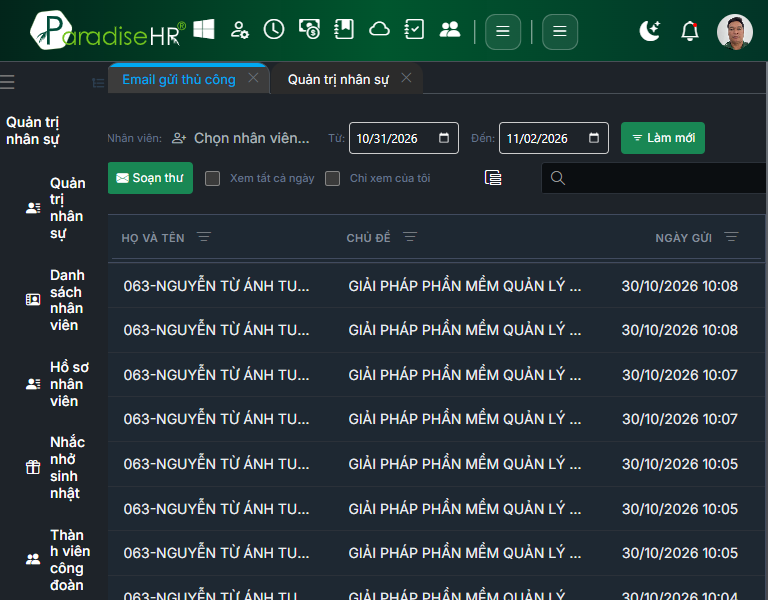 ParadiseHR®
Email gửi thủ công
Quản trị nhân sự
Quản trị
nhân sự
Nhân viên:
Chọn nhân viên...
Từ:
10/31/2026
Đến:
11/02/2026
Làm mới
Soạn thư
Xem tất cả ngày
Chỉ xem của tôi
Quản
trị
nhân
sự
Danh
sách
nhân
viên
Hồ sơ
nhân
viên
Nhắc
nhở
sinh
nhật
Thàn
h viên
công
đoàn
HỌ VÀ TÊN
CHỦ ĐỀ
NGÀY GỬI
063-NGUYỄN TỪ ÁNH TU... GIẢI PHÁP PHẦN MỀM QUẢN LÝ ... 30/10/2026 10:08
063-NGUYỄN TỪ ÁNH TU... GIẢI PHÁP PHẦN MỀM QUẢN LÝ ... 30/10/2026 10:08
063-NGUYỄN TỪ ÁNH TU... GIẢI PHÁP PHẦN MỀM QUẢN LÝ ... 30/10/2026 10:07
063-NGUYỄN TỪ ÁNH TU... GIẢI PHÁP PHẦN MỀM QUẢN LÝ ... 30/10/2026 10:07
063-NGUYỄN TỪ ÁNH TU... GIẢI PHÁP PHẦN MỀM QUẢN LÝ ... 30/10/2026 10:05
063-NGUYỄN TỪ ÁNH TU... GIẢI PHÁP PHẦN MỀM QUẢN LÝ ... 30/10/2026 10:05
063-NGUYỄN TỪ ÁNH TU... GIẢI PHÁP PHẦN MỀM QUẢN LÝ ... 30/10/2026 10:05
063-NGUYỄN TỪ ÁNH TU... GIẢI PHÁP PHẦN MỀM QUẢN LÝ ... 30/10/2026 10:04